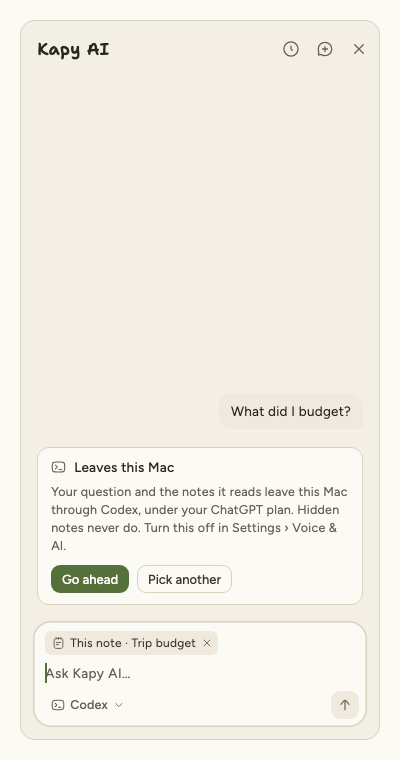 Kapy AI
What did I budget?
Leaves this Mac
Your question and the notes it reads leave this Mac
through Codex, under your ChatGPT plan. Hidden
notes never do. Turn this off in Settings › Voice &
AI.
Go ahead
Pick another
This note · Trip budget
Ask Kapy AI…
Codex